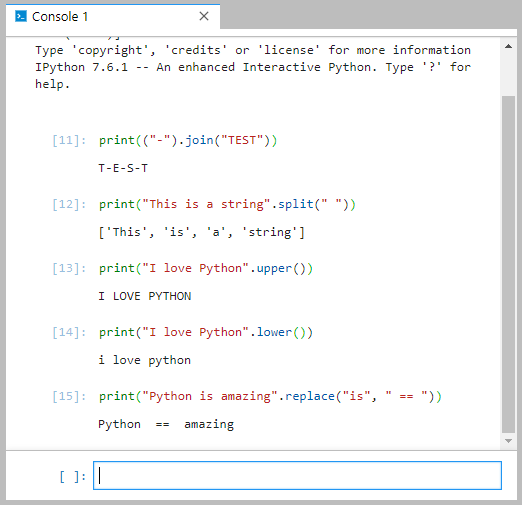 Console 1
Type 'copyright', 'credits' or 'license' for more information
IPython 7.6.1 -- An enhanced Interactive Python. Type '?' for
help.
[11]: print(("-").join("TEST"))
T-E-S-T
[12]: print("This is a string".split(" "))
['This', 'is', 'a', 'string']
[13]: print("I love Python".upper())
I LOVE PYTHON
[14]: print("I love Python".lower())
i love python
[15]: print("Python is amazing".replace("is", " == "))
Python  ==  amazing
[ ]: